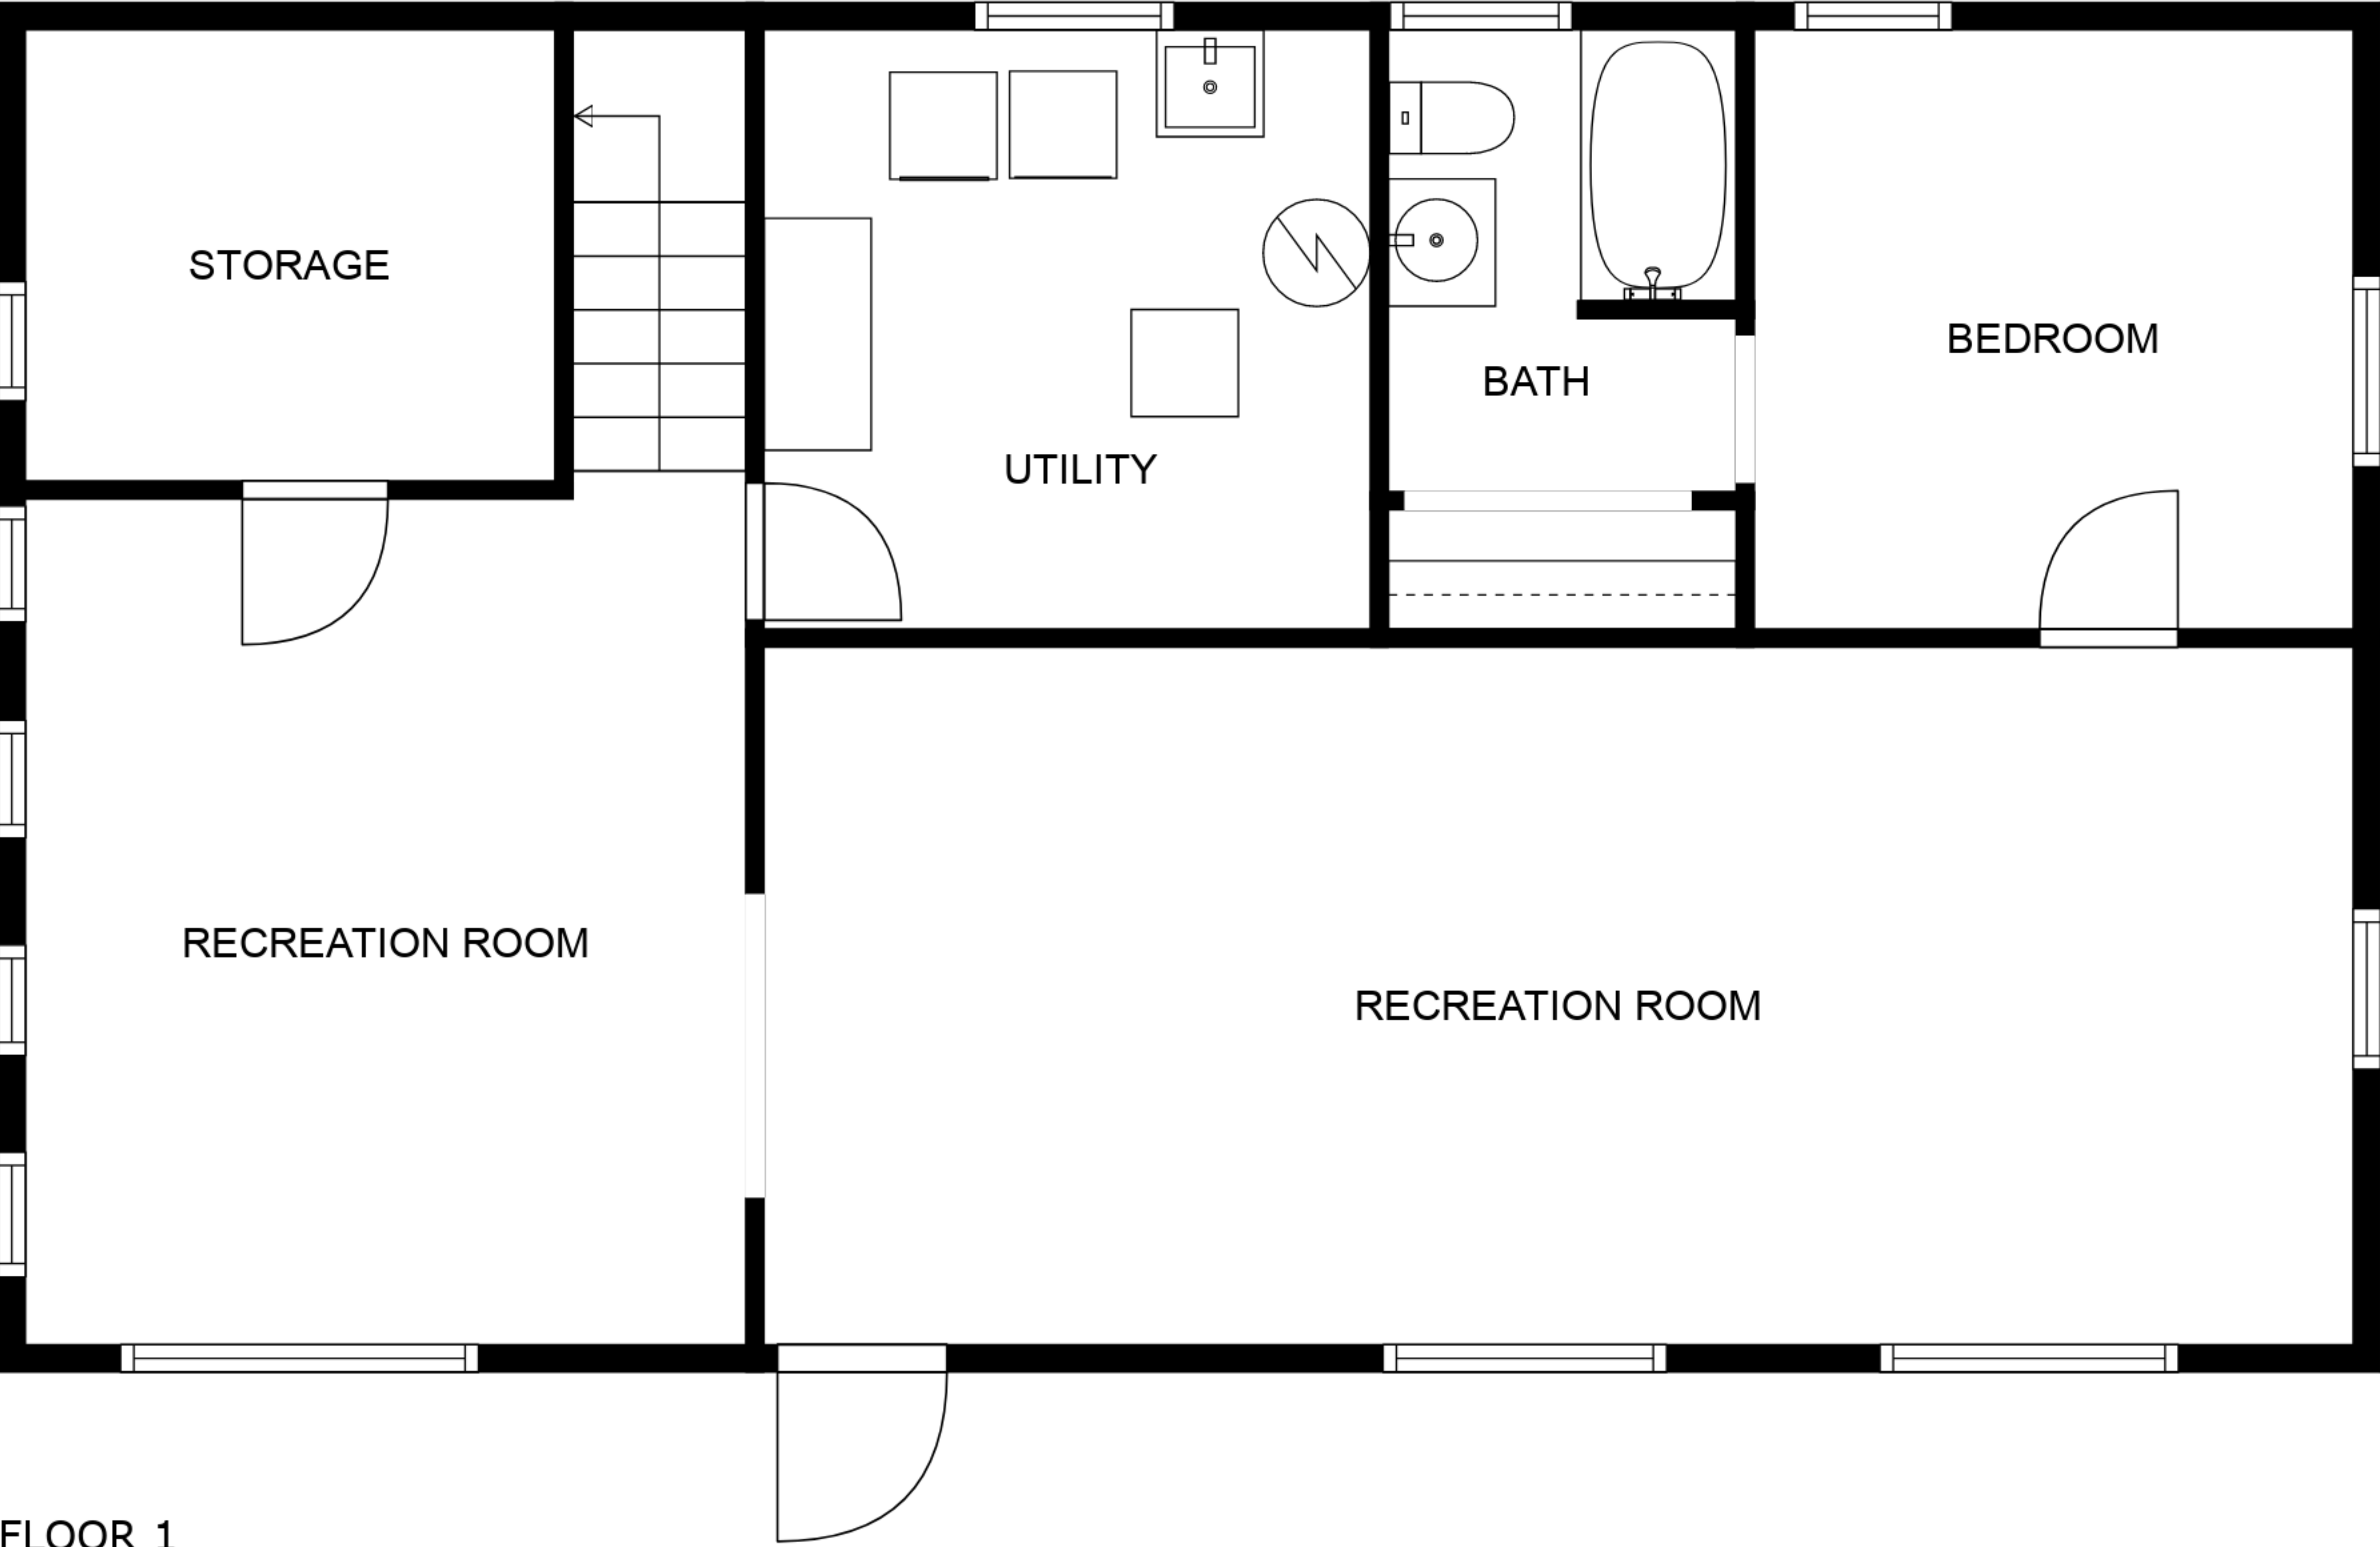 STORAGE
BEDROOM
BATH
UTILITY
RECREATION ROOM
RECREATION ROOM
FLOOR 1